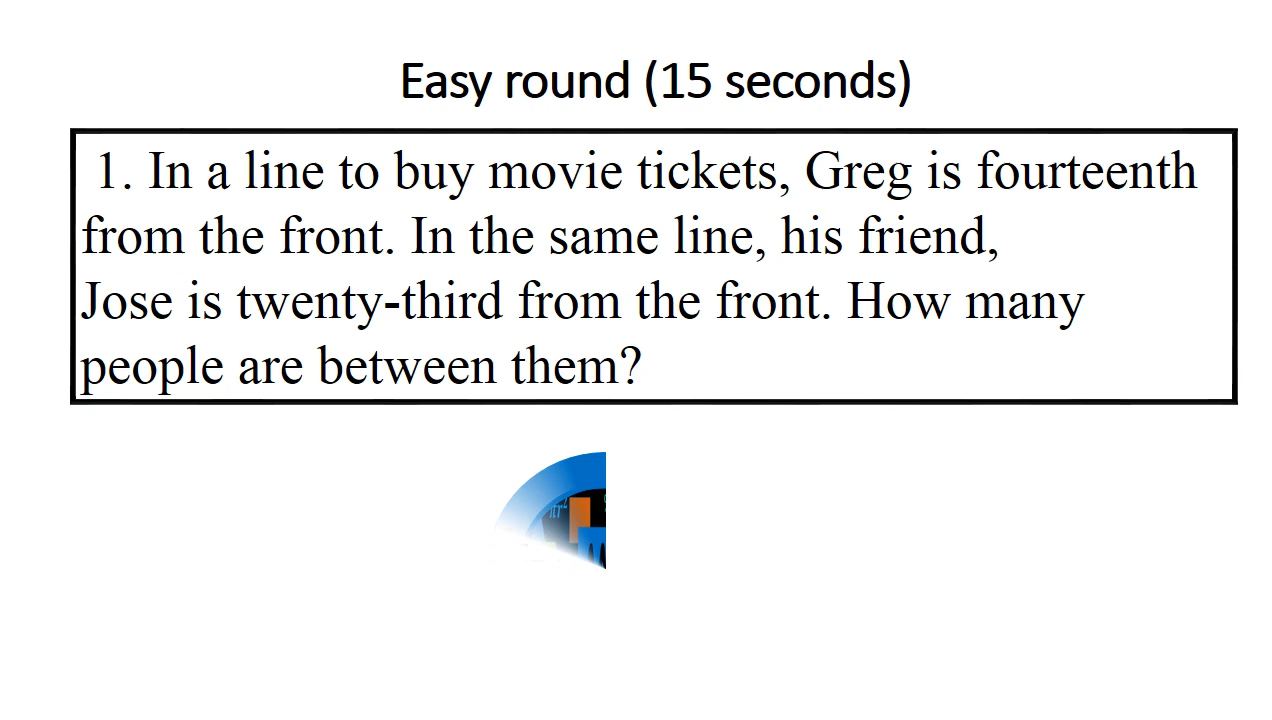 Easy round (15 seconds)
1. In a line to buy movie tickets, Greg is fourteenth
from the front. In the same line, his friend,
Jose is twenty-third from the front. How many
people are between them?
πr²